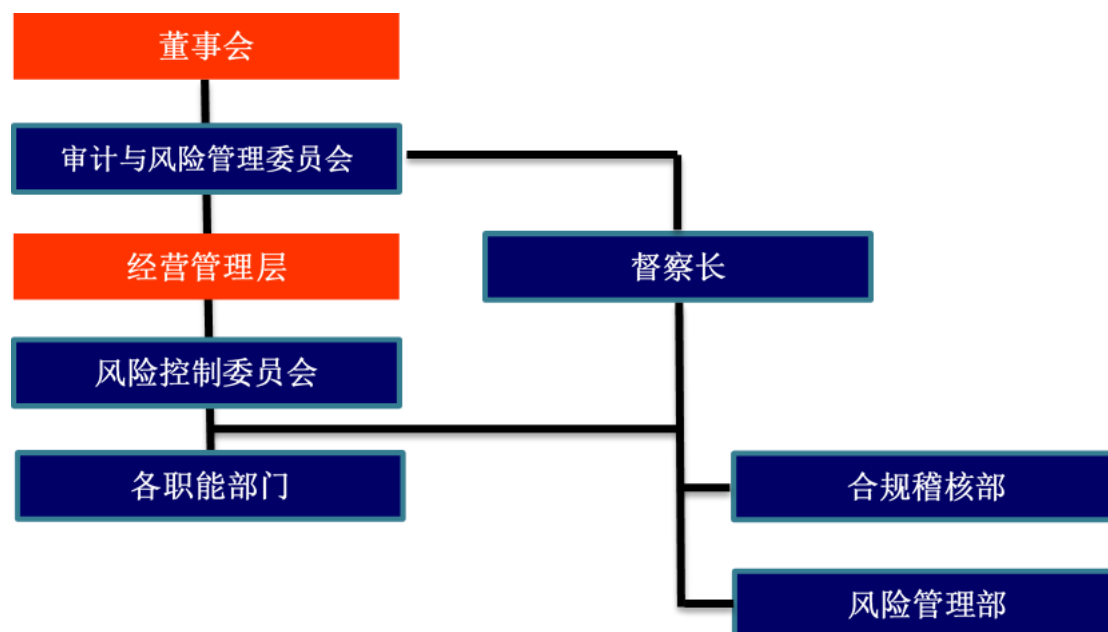 董事会
审计与风险管理委员会
经营管理层
督察长
风险控制委员会
各职能部门
合规稽核部
风险管理部